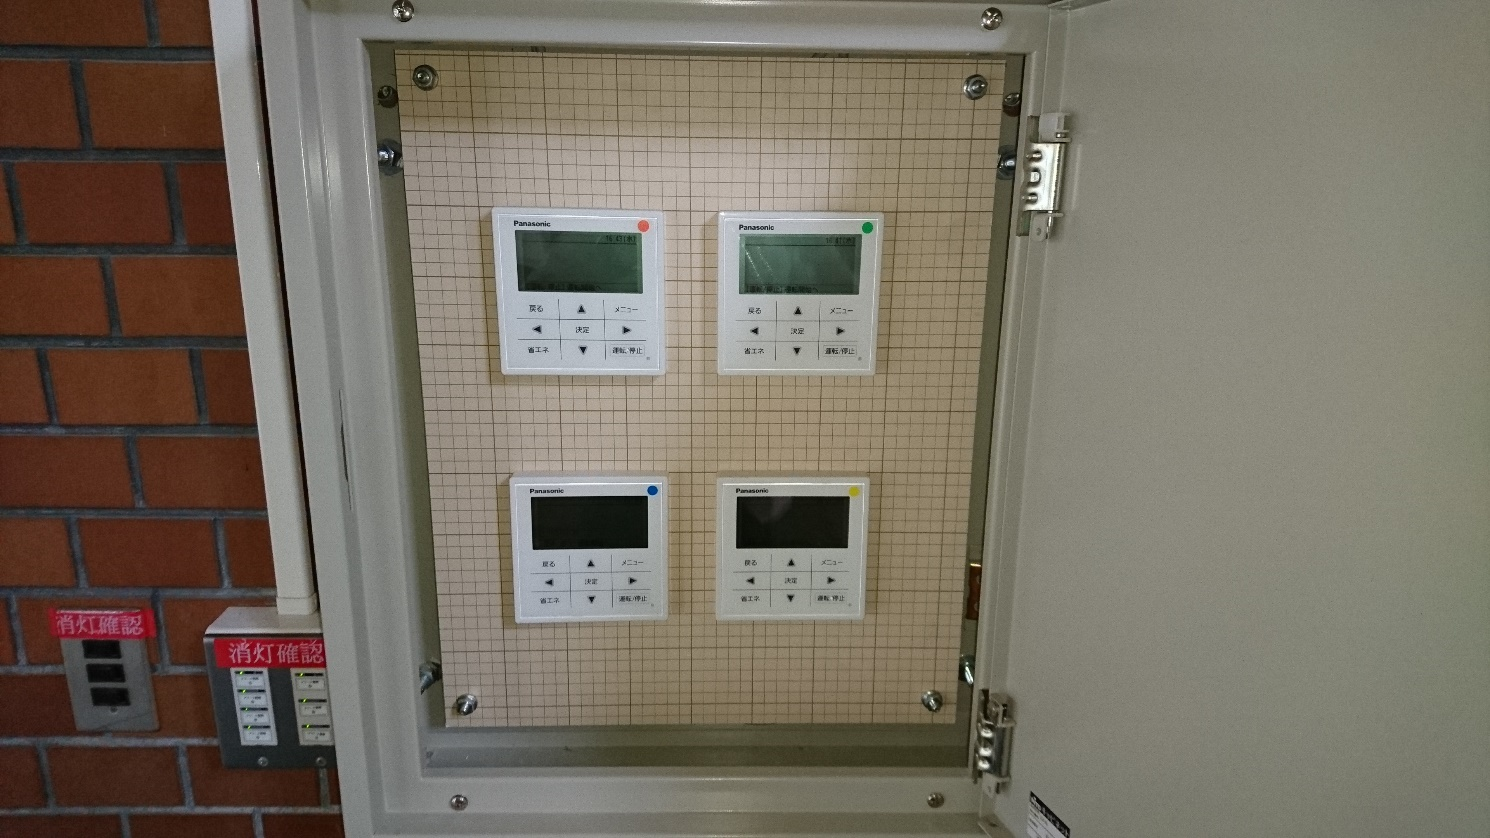 Panasonic
戻る
▲
メニュー
◀
決定
▶
省エネ
▼
運転/停止
Panasonic
戻る
▲
メニュー
◀
決定
▶
省エネ
▼
運転/停止
Panasonic
戻る
▲
メニュー
◀
決定
▶
省エネ
▼
運転/停止
Panasonic
戻る
▲
メニュー
◀
決定
▶
省エネ
▼
運転/停止
消灯確認
消灯確認